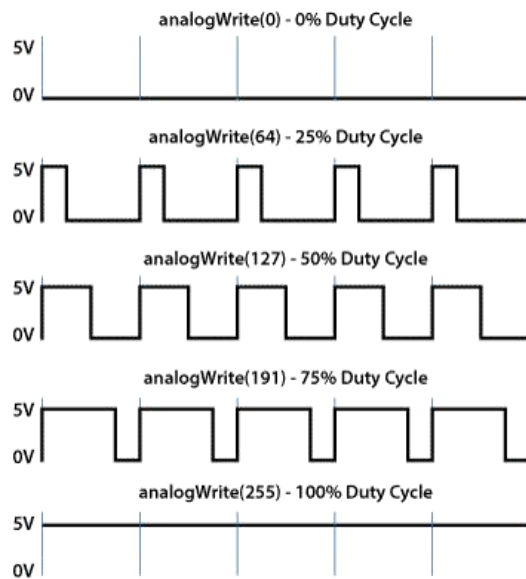 analogWrite(0) - 0% Duty Cycle
5V
0V
analogWrite(64) - 25% Duty Cycle
5V
0V
analogWrite(127) - 50% Duty Cycle
5V
0V
analogWrite(191) - 75% Duty Cycle
5V
0V
analogWrite(255) - 100% Duty Cycle
5V
0V